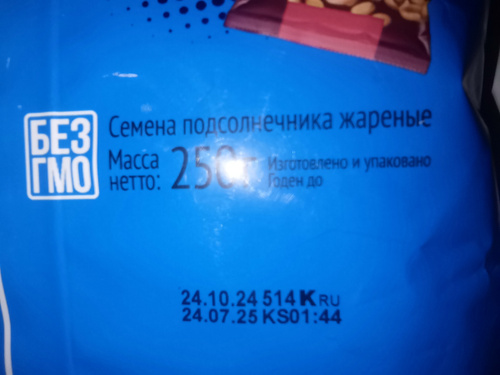 БЕЗ
ГМО
Семена подсолнечника жареные
Масса
нетто: 250г
Изготовлено и упаковано
Годен до
24.10.24 514 K RU
24.07.25 KS01:44